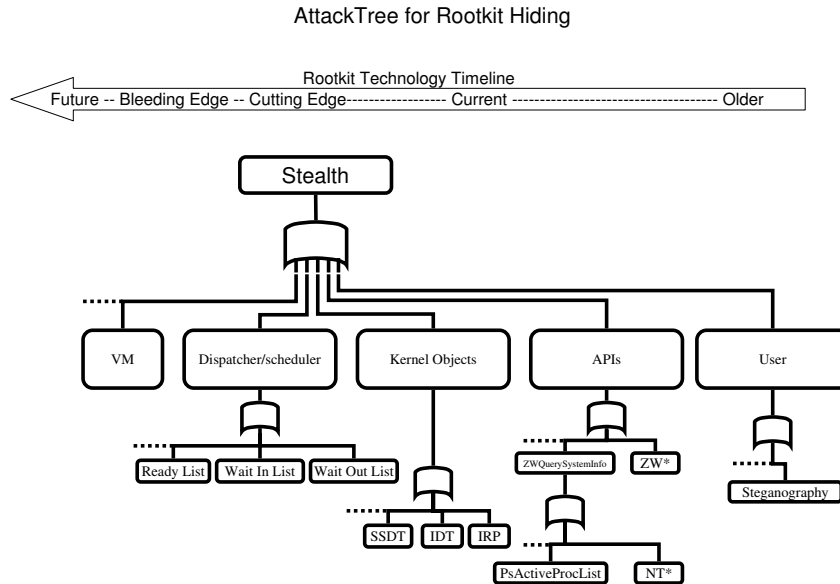 AttackTree for Rootkit Hiding
Rootkit Technology Timeline
Future -- Bleeding Edge -- Cutting Edge------------------ Current ------------------------------------- Older
Stealth
VM
Dispatcher/scheduler
Kernel Objects
APIs
User
Ready List
Wait In List
Wait Out List
ZWQuerySystemInfo
ZW*
Steganography
SSDT
IDT
IRP
PsActiveProcList
NT*